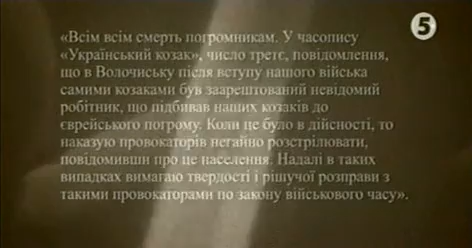 5
«Всім всім смерть погромникам. У часопису
«Український козак», число третє, повідомлення,
що в Волочиську після вступу нашого війська
самими козаками був заарештований невідомий
робітник, що підбивав наших козаків до
єврейського погрому. Коли це було в дійсності, то
наказую провокаторів негайно розстрілювати,
повідомивши про це населення. Надалі в таких
випадках вимагаю твердості і рішучої розправи з
такими провокаторами по закону військового часу».